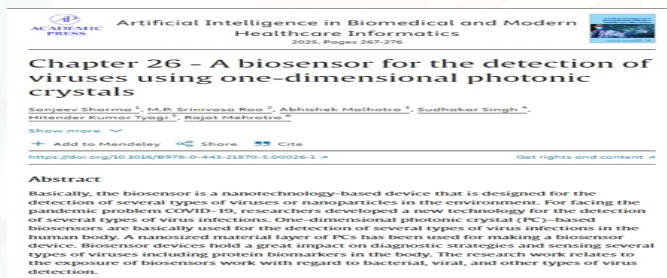 ACADEMIC
PRESS
Artificial Intelligence in Biomedical and Modern
Healthcare Informatics
2025, Pages 267-276
Chapter 26 - A biosensor for the detection of
viruses using one-dimensional photonic
crystals
Sanjeev Sharma 1, M.P. Srinivasa Rao 2, Abhishek Malhotra 3, Sudhakar Singh 4,
Hitender Kumar Tyagi 5, Rajat Mehrotra 6
Show more
+ Add to Mendeley Share Cite
https://doi.org/10.1016/B978-0-443-21870-5.00026-1
Get rights and content
Abstract
Basically, the biosensor is a nanotechnology-based device that is designed for the
detection of several types of viruses or nanoparticles in the environment. For facing the
pandemic problem COVID-19, researchers developed a new technology for the detection
of several types of virus infections. One-dimensional photonic crystal (PC)–based
biosensors are basically used for the detection of several types of virus infections in the
human body. A nanosized material layer of PCs has been used for making a biosensor
device. Biosensor devices hold a great impact on diagnostic strategies and sensing several
types of viruses including protein biomarkers in the body. The research work relates to
the exposure of biosensors work with regard to bacterial, viral, and other types of virus
detection.